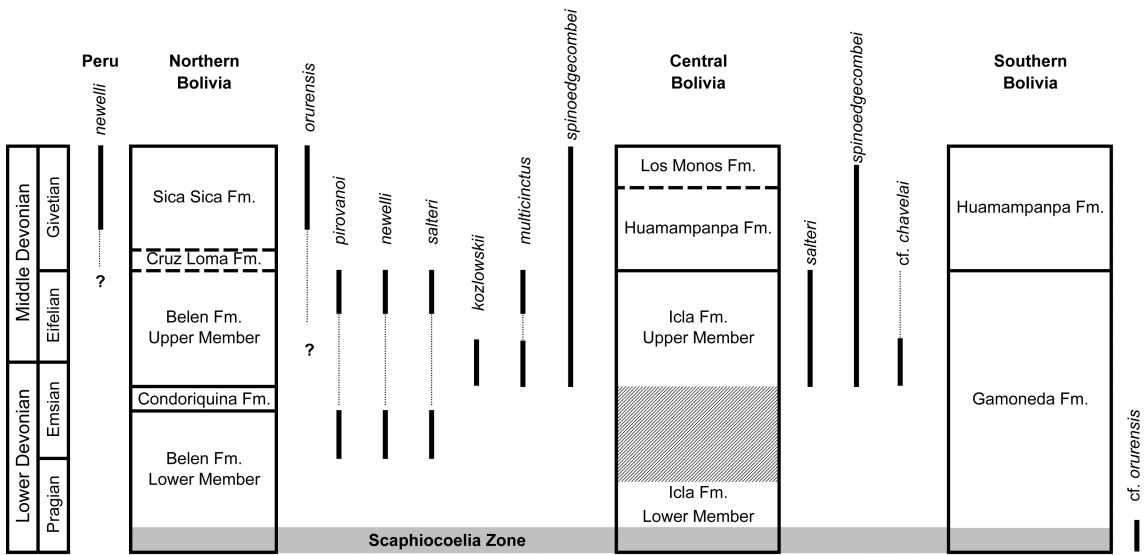 Peru
Northern
Bolivia
Central
Bolivia
Southern
Bolivia
newelli
orurensis
pirovanoi
newelli
salteri
kozlowskii
multicinctus
spinoedgecombei
salteri
spinoedgecombei
cf. chavelai
cf. orurensis
Middle Devonian
Lower Devonian
Givetian
Eifelian
Emsian
Pragian
?
Sica Sica Fm.
Cruz Loma Fm.
Belen Fm.
Upper Member
Condoriquina Fm.
Belen Fm.
Lower Member
?
Los Monos Fm.
Huamampanpa Fm.
Icla Fm.
Upper Member
Icla Fm.
Lower Member
Huamampanpa Fm.
Gamoneda Fm.
Scaphiocoelia Zone